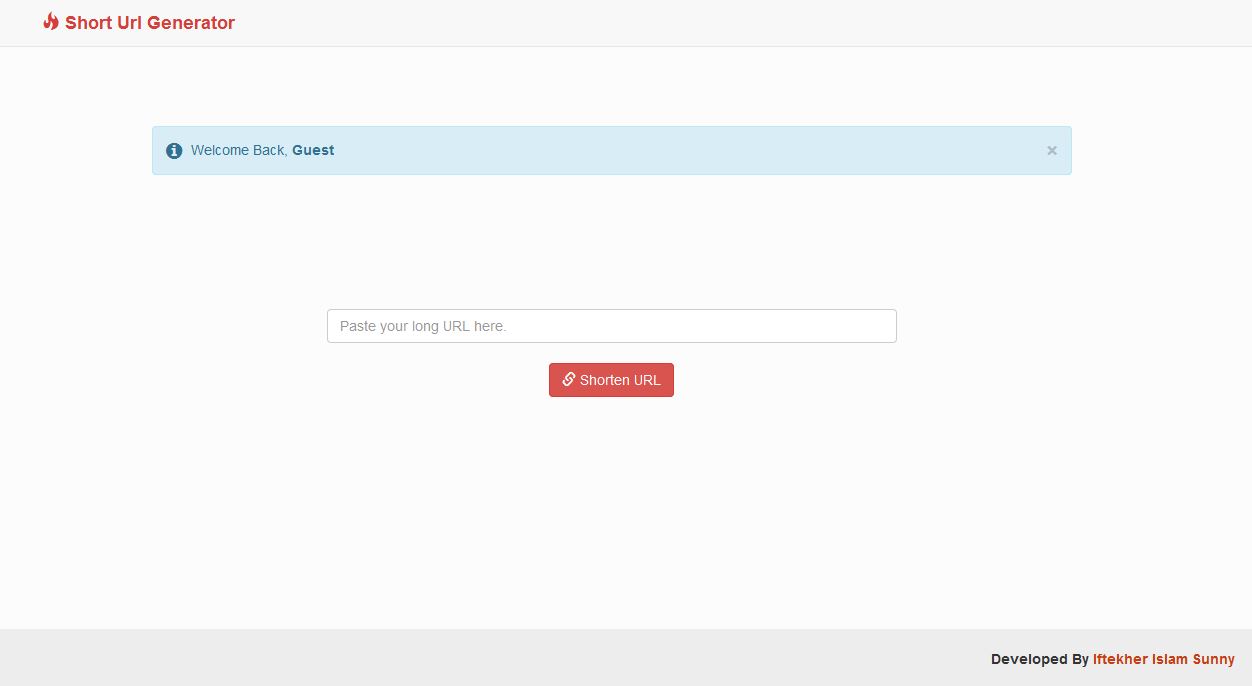 Short Url Generator
Welcome Back, Guest
×
Paste your long URL here.
Shorten URL
Developed By Iftekher Islam Sunny